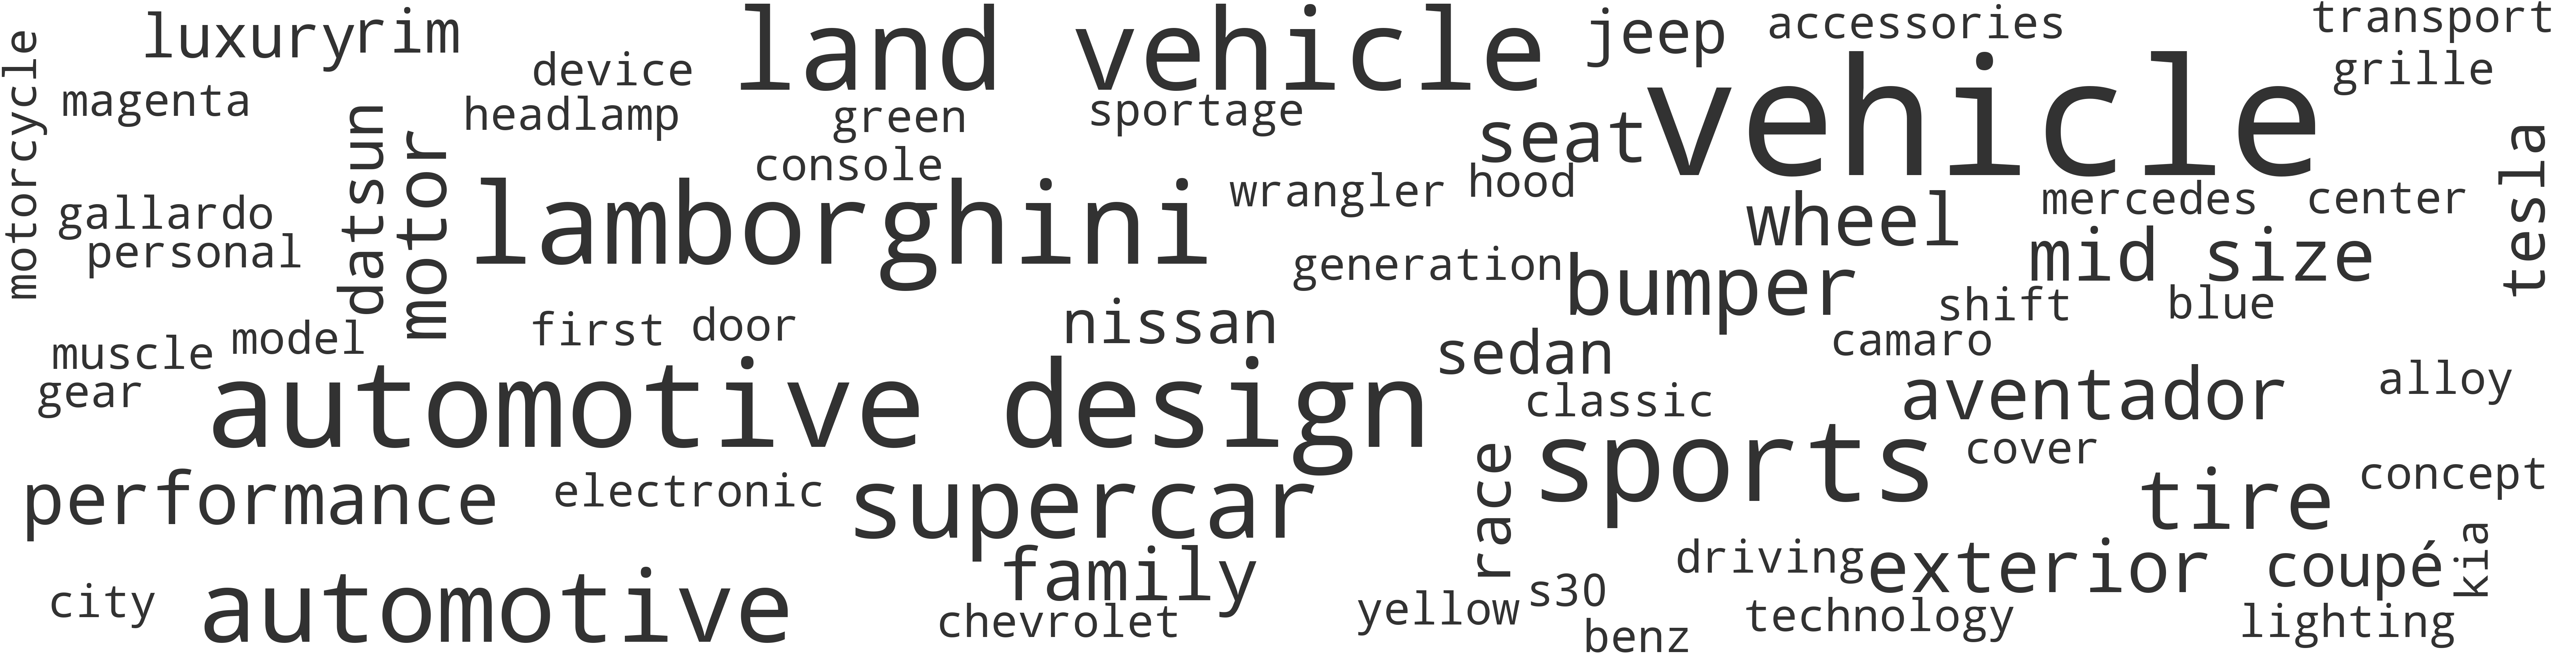 motorcycle
luxury
rim
land vehicle
jeep
accessories
transport
device
vehicle
grille
magenta
headlamp
green
sportage
seat
datsun
motor
console
tesla
gallardo
lamborghini
wrangler
hood
wheel
mercedes
center
personal
generation
bumper
mid size
shift
blue
muscle
model
first
door
nissan
sedan
camaro
gear
automotive design
classic
aventador
alloy
race
sports
cover
performance
electronic
supercar
tire
concept
family
driving
exterior
coupé
kia
city
automotive
chevrolet
yellow
s30
benz
technology
lighting